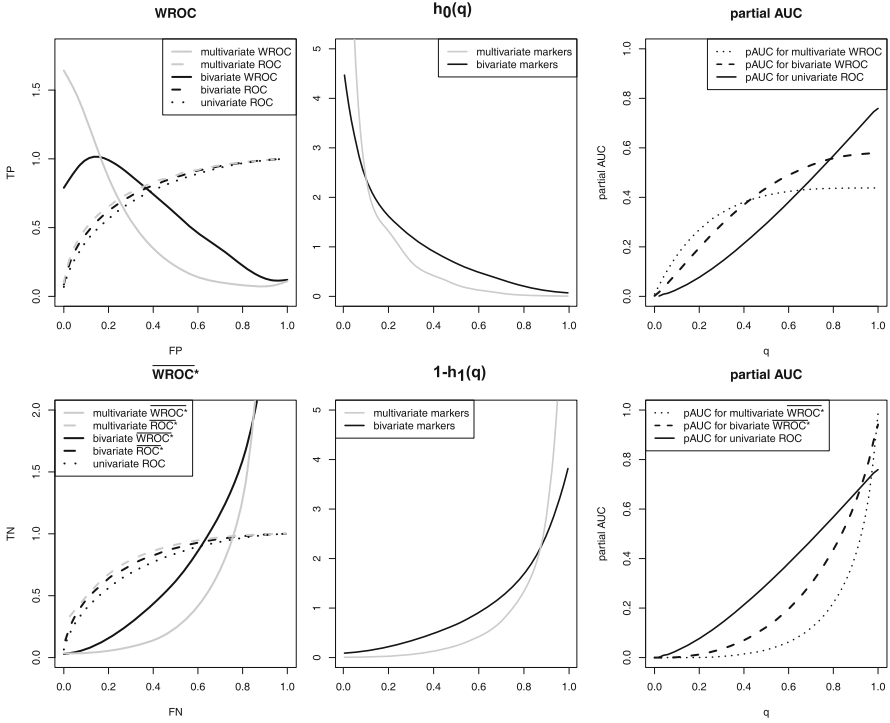 WROC
multivariate WROC
multivariate ROC
bivariate WROC
bivariate ROC
univariate ROC
TP
0.0 0.5 1.0 1.5
0.0 0.2 0.4 0.6 0.8 1.0
FP
h0(q)
multivariate markers
bivariate markers
0 1 2 3 4 5
0.0 0.2 0.4 0.6 0.8 1.0
partial AUC
pAUC for multivariate WROC
pAUC for bivariate WROC
pAUC for univariate ROC
partial AUC
0.0 0.2 0.4 0.6 0.8 1.0
0.0 0.2 0.4 0.6 0.8 1.0
q
WROC*
multivariate WROC*
multivariate ROC*
bivariate WROC*
bivariate ROC*
univariate ROC
TN
0.0 0.5 1.0 1.5 2.0
0.0 0.2 0.4 0.6 0.8 1.0
FN
1-h1(q)
multivariate markers
bivariate markers
0 1 2 3 4 5
0.0 0.2 0.4 0.6 0.8 1.0
partial AUC
pAUC for multivariate WROC*
pAUC for bivariate WROC*
pAUC for univariate ROC
partial AUC
0.0 0.2 0.4 0.6 0.8 1.0
0.0 0.2 0.4 0.6 0.8 1.0
q